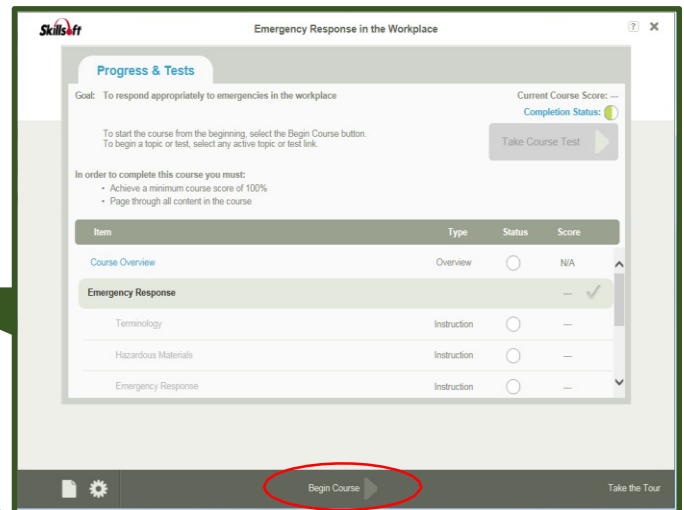 Skillsoft
Emergency Response in the Workplace
?
Progress & Tests
Goal: To respond appropriately to emergencies in the workplace
Current Course Score: ---
Completion Status:
To start the course from the beginning, select the Begin Course button.
To begin a topic or test, select any active topic or test link.
Take Course Test
In order to complete this course you must:
• Achieve a minimum course score of 100%
• Page through all content in the course
Item Type Status Score
Course Overview Overview N/A
Emergency Response ---
Terminology Instruction ---
Hazardous Materials Instruction ---
Emergency Response Instruction ---
Begin Course
Take the Tour